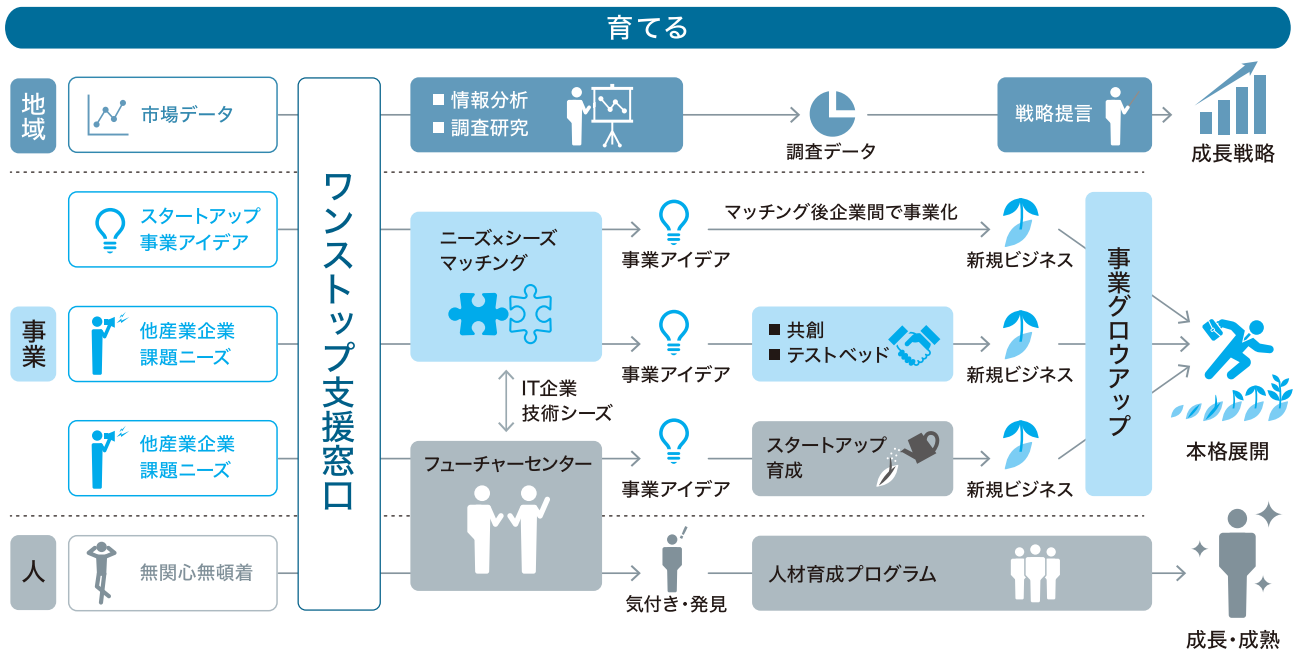 育てる
地域
市場データ
ワンストップ支援窓口
■ 情報分析
■ 調査研究
調査データ
戦略提言
成長戦略
事業
スタートアップ
事業アイデア
他産業企業
課題ニーズ
他産業企業
課題ニーズ
ニーズ×シーズ
マッチング
IT企業
技術シーズ
フューチャーセンター
事業アイデア
マッチング後企業間で事業化
新規ビジネス
事業アイデア
■ 共創
■ テストベッド
新規ビジネス
事業アイデア
スタートアップ
育成
新規ビジネス
事業グロウアップ
本格展開
人
無関心無頓着
気付き・発見
人材育成プログラム
成長・成熟